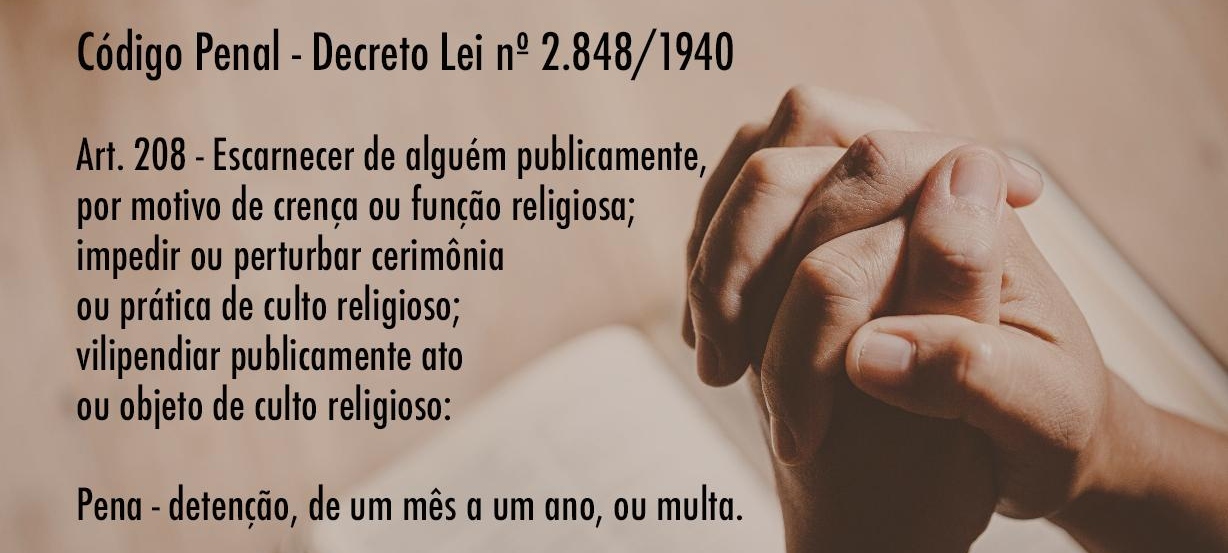 Código Penal - Decreto Lei nº 2.848/1940
Art. 208 - Escarnecer de alguém publicamente,
por motivo de crença ou função religiosa;
impedir ou perturbar cerimônia
ou prática de culto religioso;
vilipendiar publicamente ato
ou objeto de culto religioso:
Pena - detenção, de um mês a um ano, ou multa.